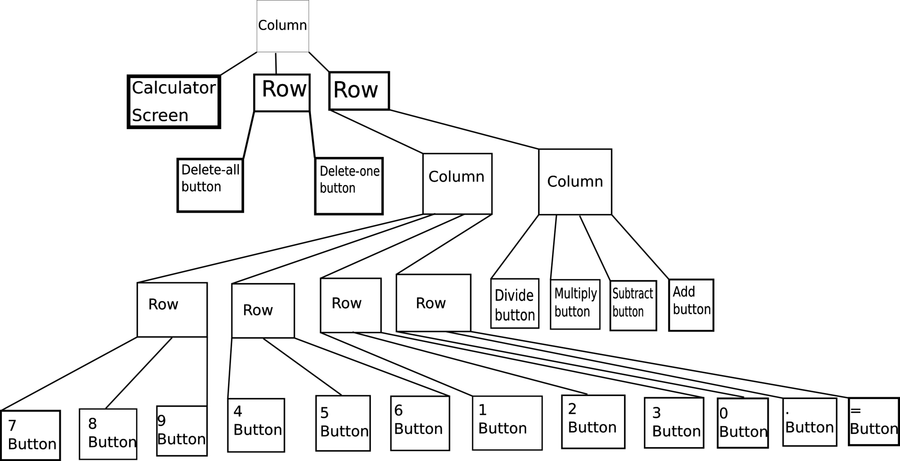 Column
Calculator
Screen
Row
Row
Delete-all
button
Delete-one
button
Column
Column
Row
Row
Row
Row
Divide
button
Multiply
button
Subtract
button
Add
button
7
Button
8
Button
9
Button
4
Button
5
Button
6
Button
1
Button
2
Button
3
Button
0
Button
.
Button
=
Button